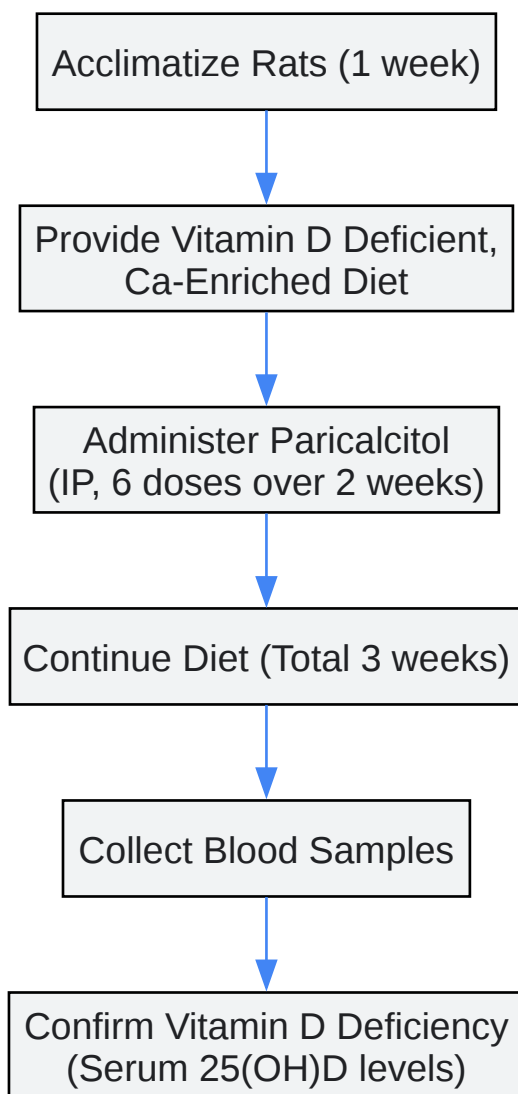 Acclimatize Rats (1 week)
Provide Vitamin D Deficient,
Ca-Enriched Diet
Administer Paricalcitol
(IP, 6 doses over 2 weeks)
Continue Diet (Total 3 weeks)
Collect Blood Samples
Confirm Vitamin D Deficiency
(Serum 25(OH)D levels)